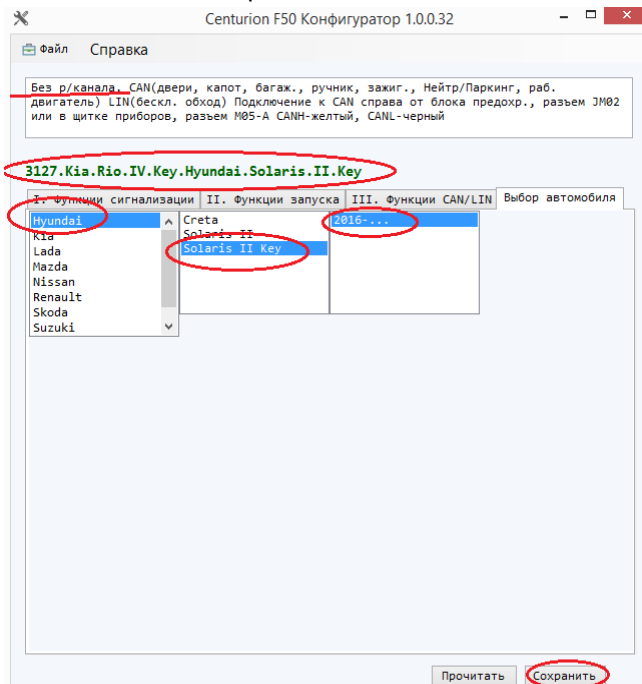 Centurion F50 Конфигуратор 1.0.0.32
Файл Справка
Без р/канала. CAN(двери, капот, багаж., ручник, зажиг., Нейтр/Паркинг, раб.
двигатель) LIN(бескл. обход) Подключение к CAN справа от блока предохр., разъем JM02
или в щитке приборов, разъем M05-A CANH-желтый, CANL-черный
3127.Kia.Rio.IV.Key.Hyundai.Solaris.II.Key
I. Функции сигнализации II. Функции запуска III. Функции CAN/LIN Выбор автомобиля
Hyundai Creta 2016-...
Kia Solaris II
Lada Solaris II Key
Mazda
Nissan
Renault
Skoda
Suzuki
Прочитать Сохранить